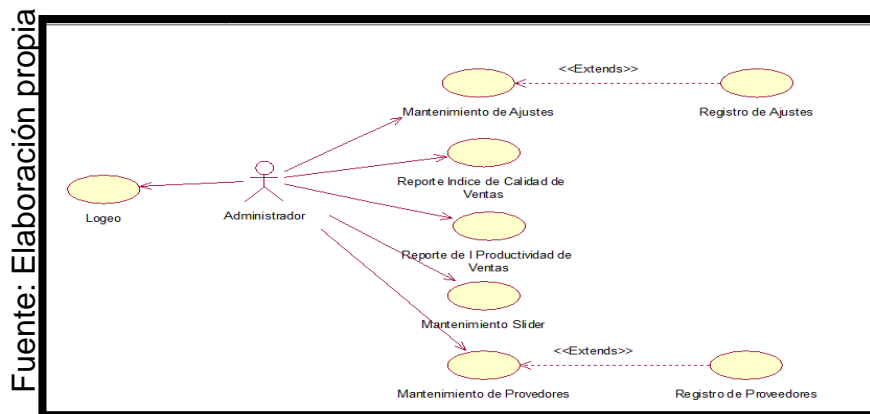 Fuente: Elaboración propia
<<Extends>>
Mantenimiento de Ajustes
Registro de Ajustes
Reporte Indice de Calidad de
Ventas
Logeo
Administrador
Reporte de I Productividad de
Ventas
Mantenimiento Slider
<<Extends>>
Mantenimiento de Provedores
Registro de Proveedores